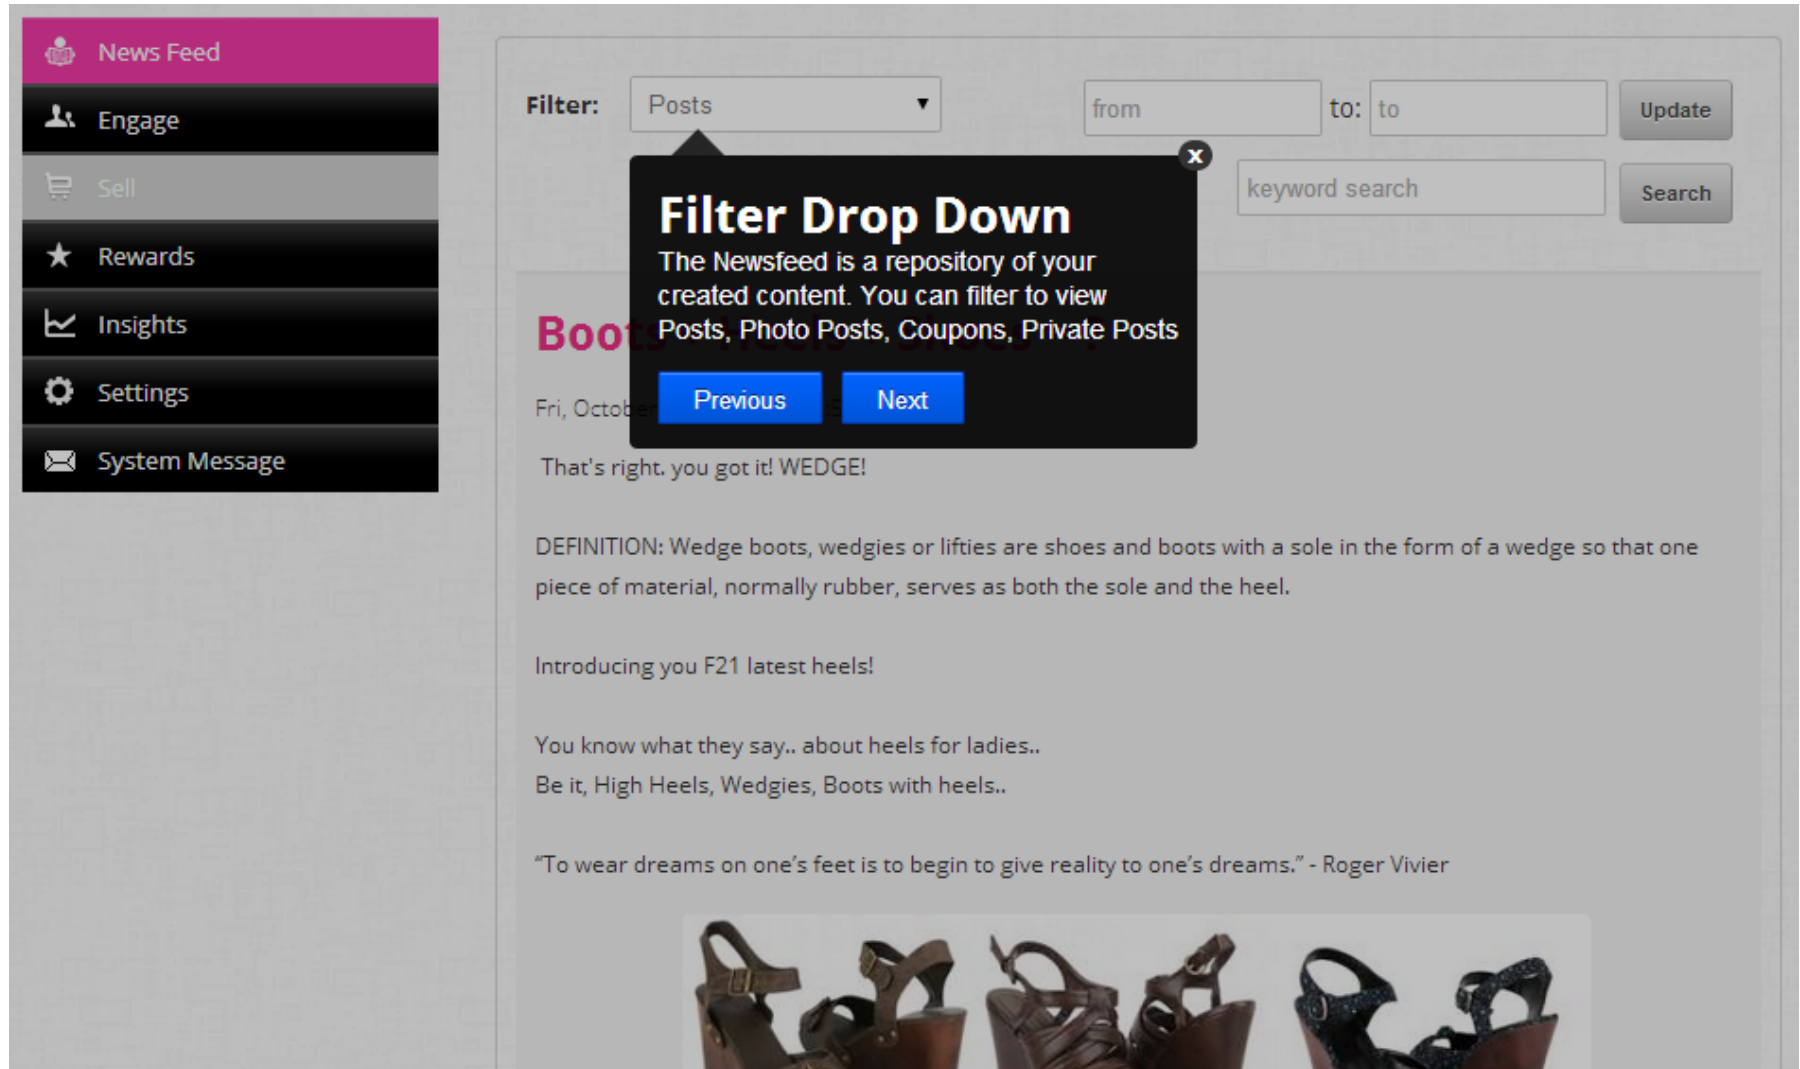 News Feed
Engage
Sell
Rewards
Insights
Settings
System Message
Filter: Posts
from to: to Update
keyword search Search
x
Filter Drop Down
The Newsfeed is a repository of your
created content. You can filter to view
Posts, Photo Posts, Coupons, Private Posts
Previous Next
Boots Heels Shoes ?
Fri, October
That's right. you got it! WEDGE!
DEFINITION: Wedge boots, wedgies or lifties are shoes and boots with a sole in the form of a wedge so that one
piece of material, normally rubber, serves as both the sole and the heel.
Introducing you F21 latest heels!
You know what they say.. about heels for ladies..
Be it, High Heels, Wedgies, Boots with heels..
“To wear dreams on one’s feet is to begin to give reality to one’s dreams.” - Roger Vivier